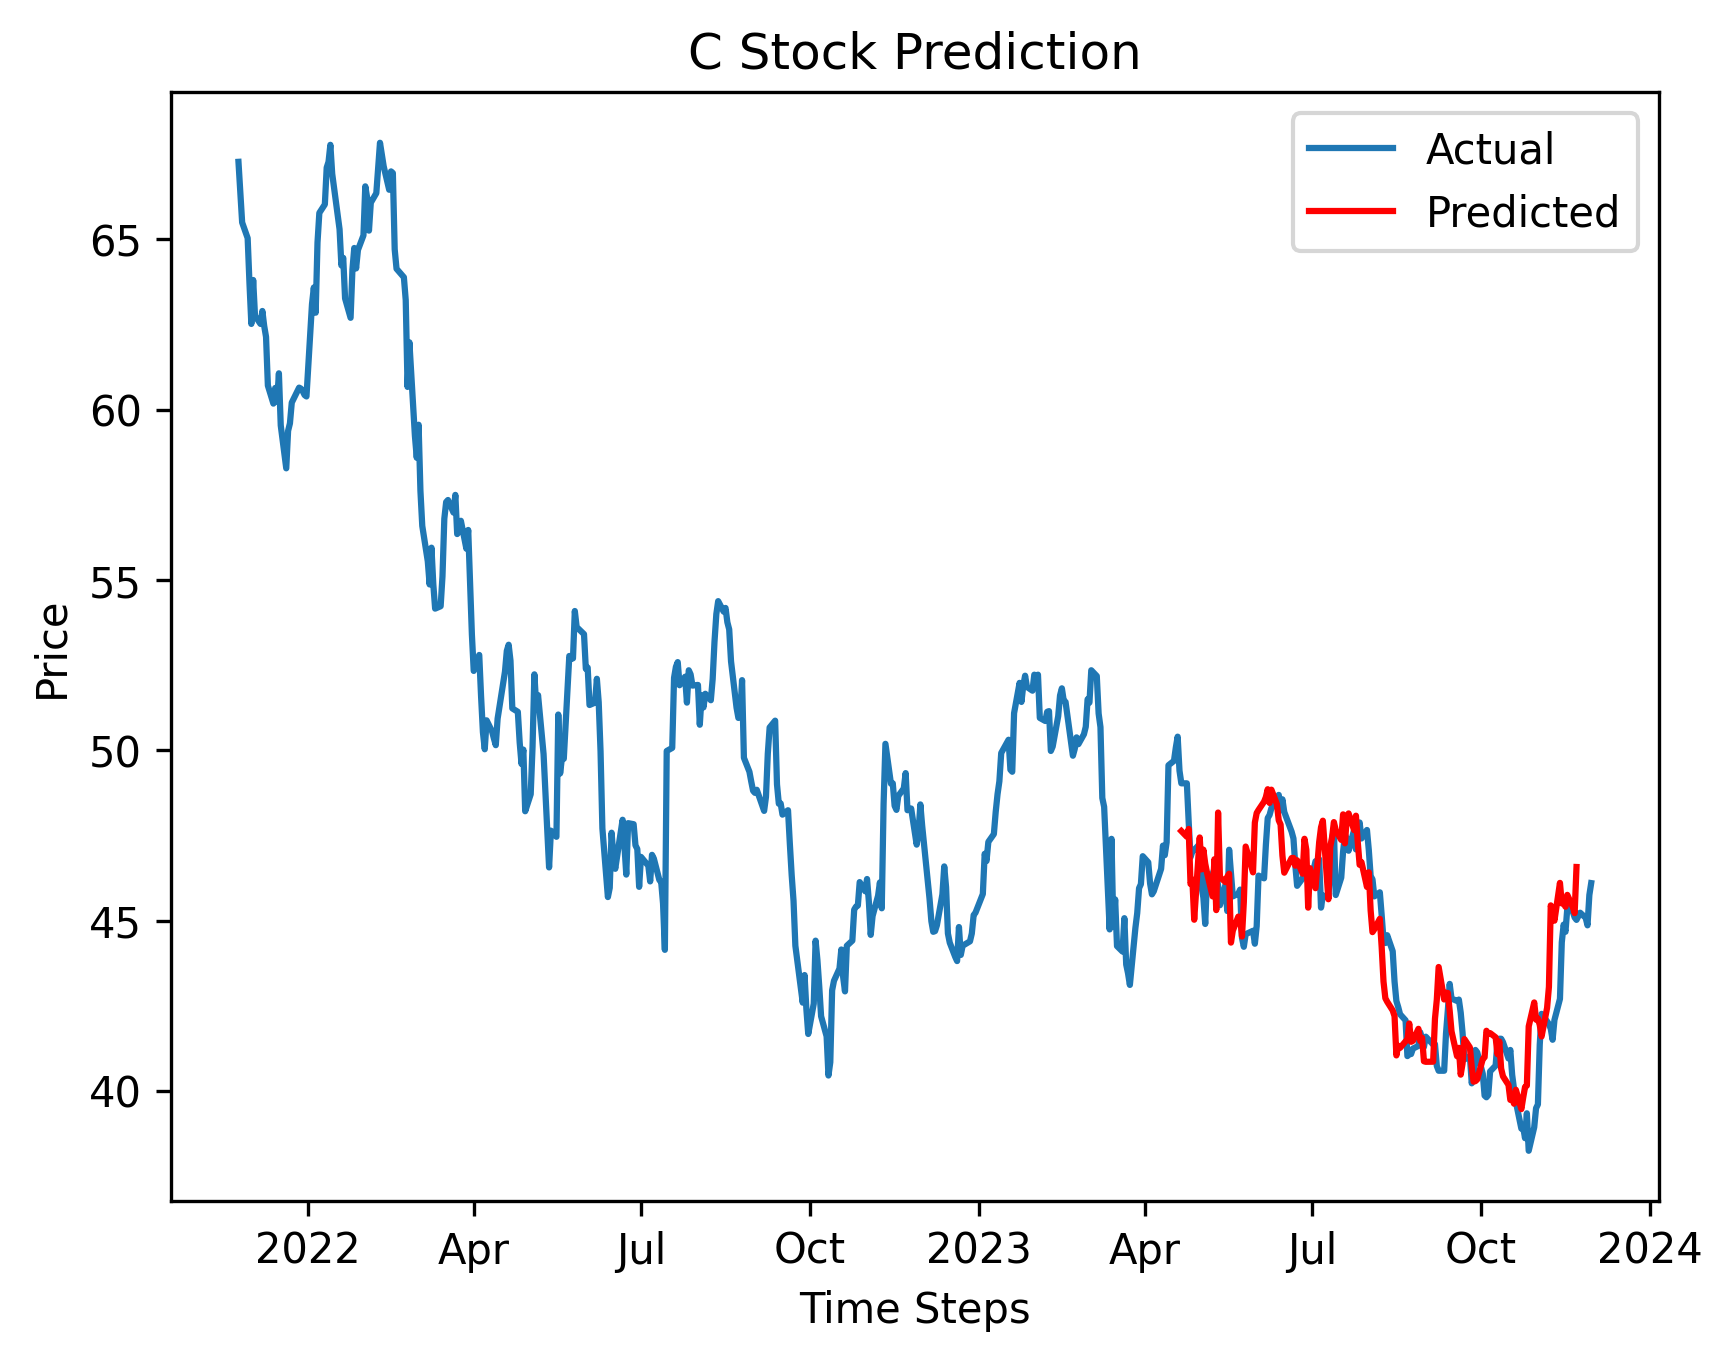 C Stock Prediction
Actual
Predicted
65
60
55
50
45
40
Price
2022 Apr Jul Oct 2023 Apr Jul Oct 2024
Time Steps